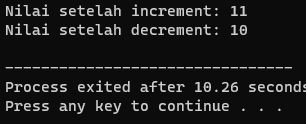 Nilai setelah increment: 11
Nilai setelah decrement: 10
--------------------------------
Process exited after 10.26 seconds
Press any key to continue . . .